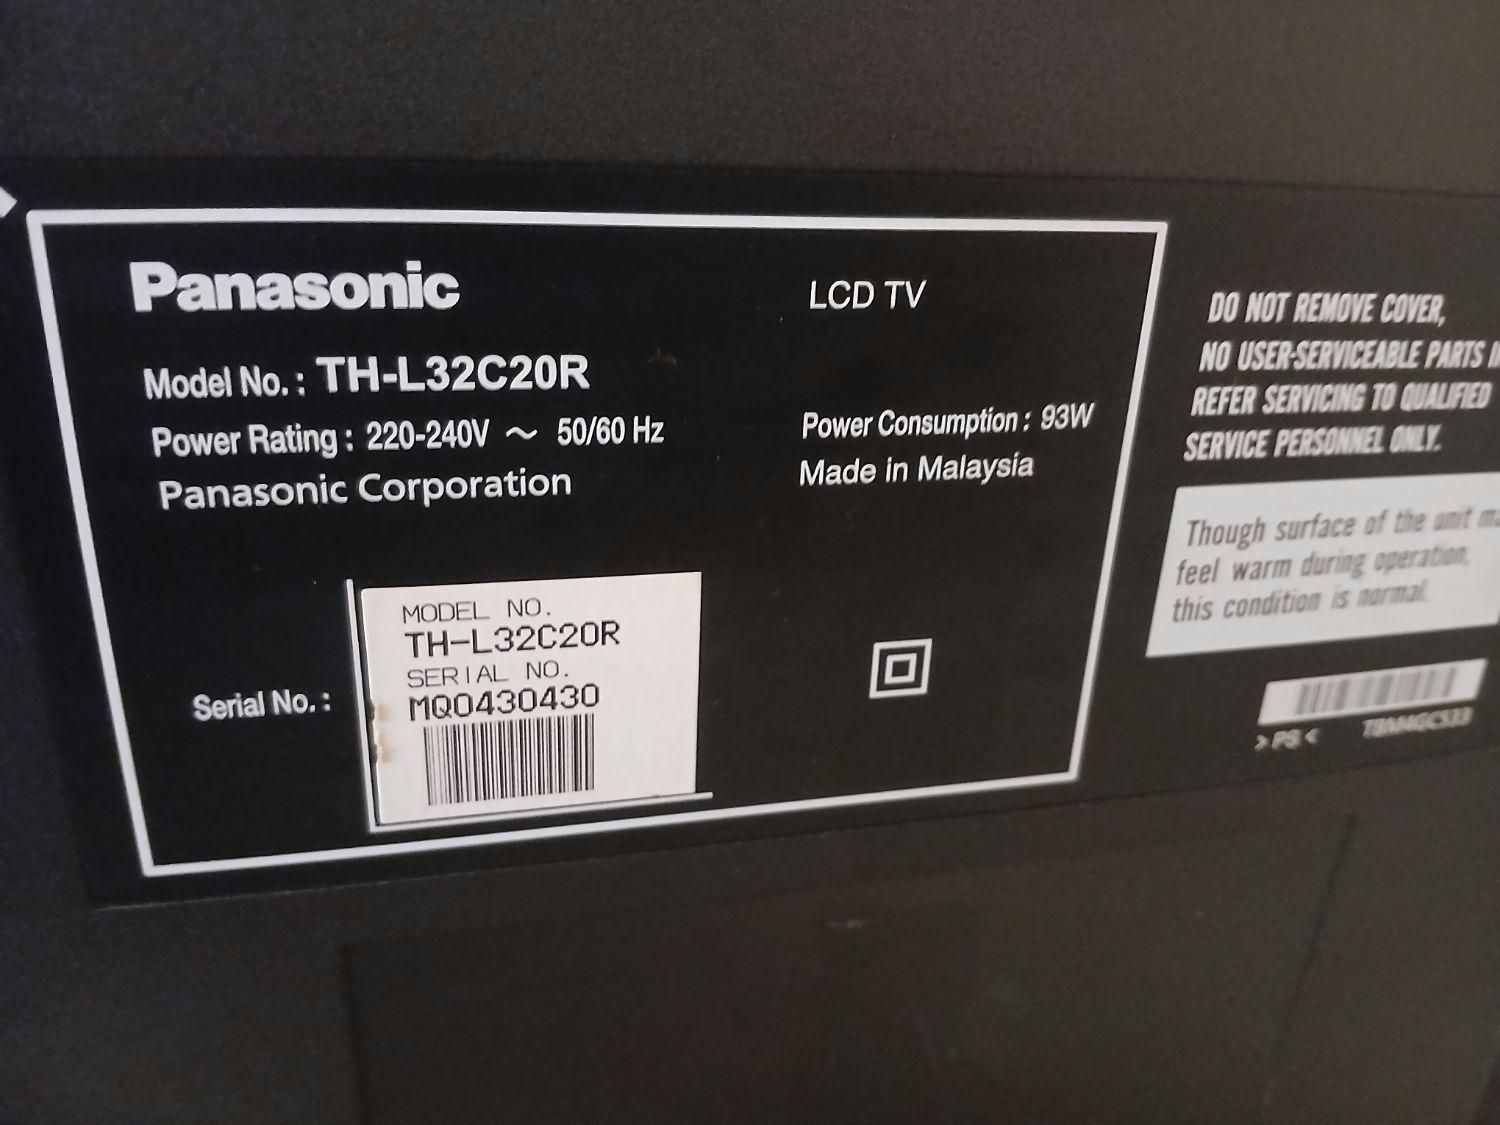 Panasonic
LCD TV
Model No. : TH-L32C20R
Power Rating : 220-240V ~ 50/60 Hz
Power Consumption : 93W
Panasonic Corporation
Made in Malaysia
Serial No. :
MODEL NO.
TH-L32C20R
SERIAL NO.
MQ0430430
DO NOT REMOVE COVER,
NO USER-SERVICEABLE PARTS
REFER SERVICING TO QUALIFIED
SERVICE PERSONNEL ONLY.
Though surface of the unit
feel warm during operation,
this condition is normal.
>PS<